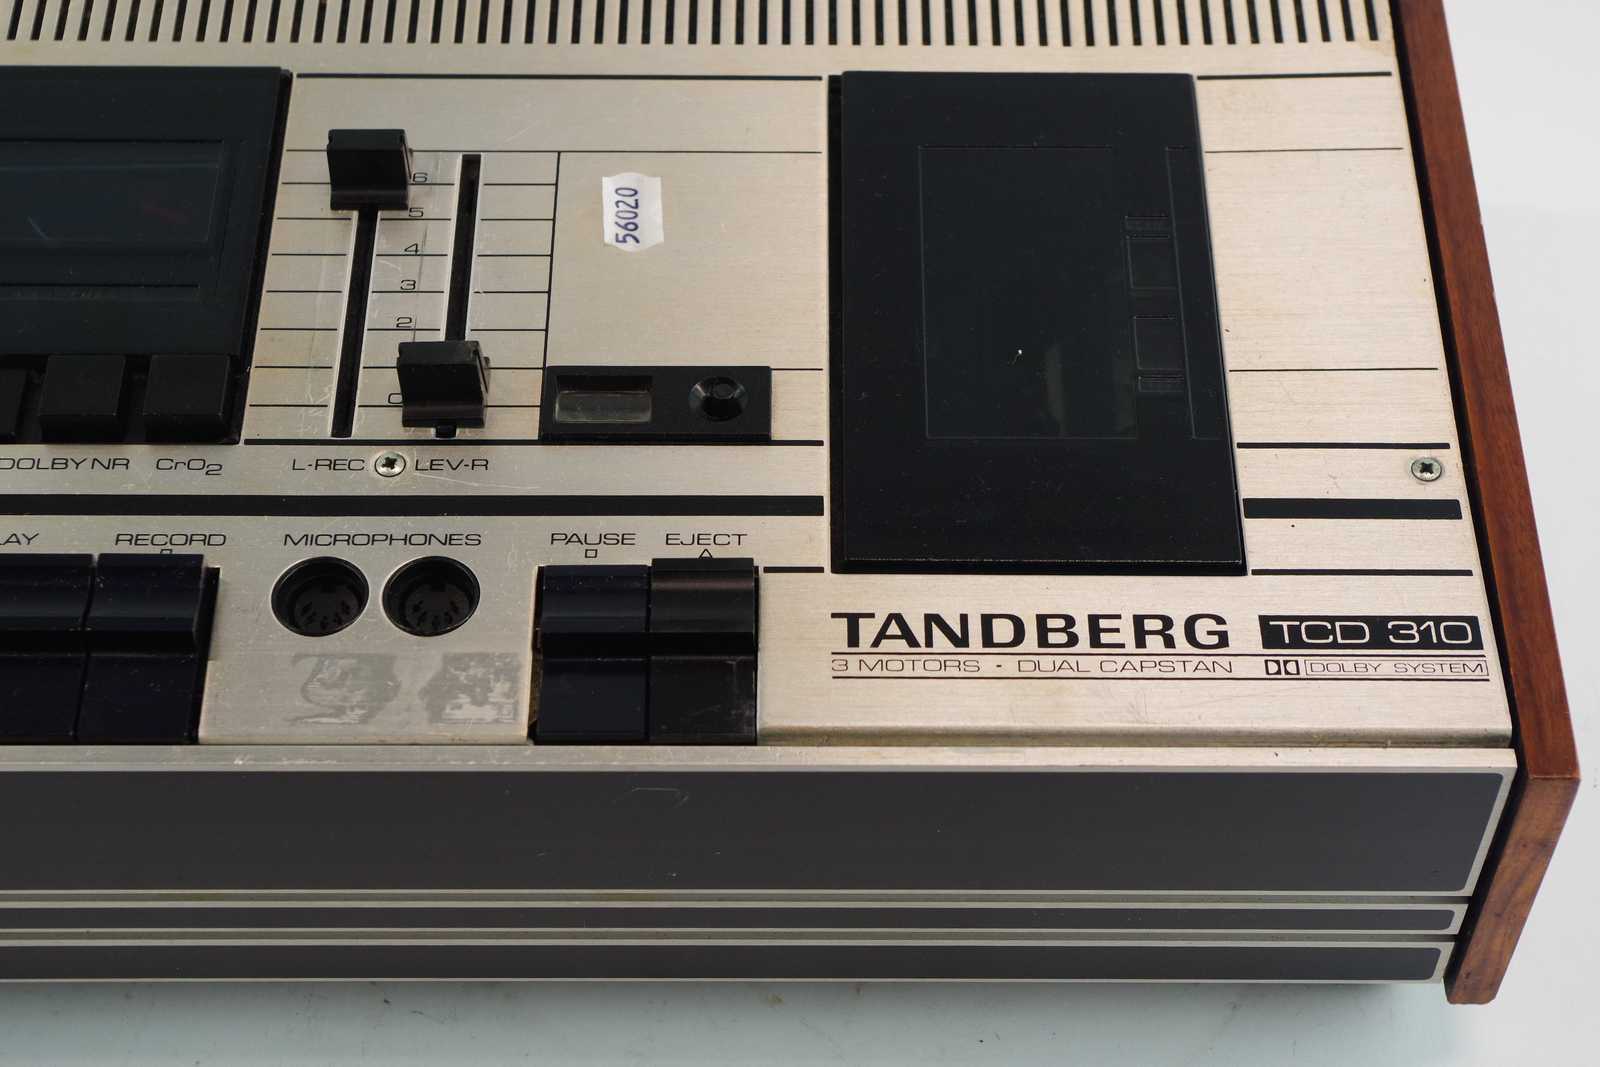 6
5
4
3
2
0
56020
DOLBY NR CrO2
L-REC LEV-R
LAY RECORD MICROPHONES PAUSE EJECT
TANDBERG TCD 310
3 MOTORS · DUAL CAPSTAN DOLBY SYSTEM